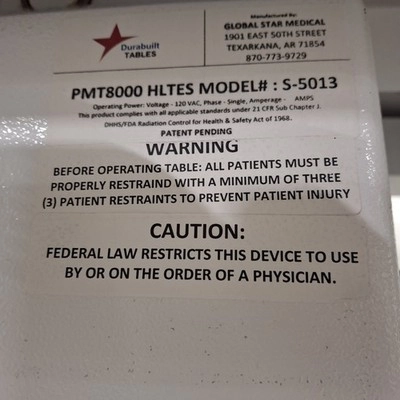 Durabuilt
TABLES
Manufactured By:
GLOBAL STAR MEDICAL
1901 EAST 50TH STREET
TEXARKANA, AR 71854
870-773-9729
PMT8000 HLTES MODEL# : S-5013
Operating Power: Voltage - 120 VAC, Phase - Single, Amperage - AMPS
This product complies with all applicable standards under 21 CFR Sub Chapter J.
DHHS/FDA Radiation Control for Health & Safety Act of 1968.
PATENT PENDING
WARNING
BEFORE OPERATING TABLE: ALL PATIENTS MUST BE
PROPERLY RESTRAIND WITH A MINIMUM OF THREE
(3) PATIENT RESTRAINTS TO PREVENT PATIENT INJURY
CAUTION:
FEDERAL LAW RESTRICTS THIS DEVICE TO USE
BY OR ON THE ORDER OF A PHYSICIAN.